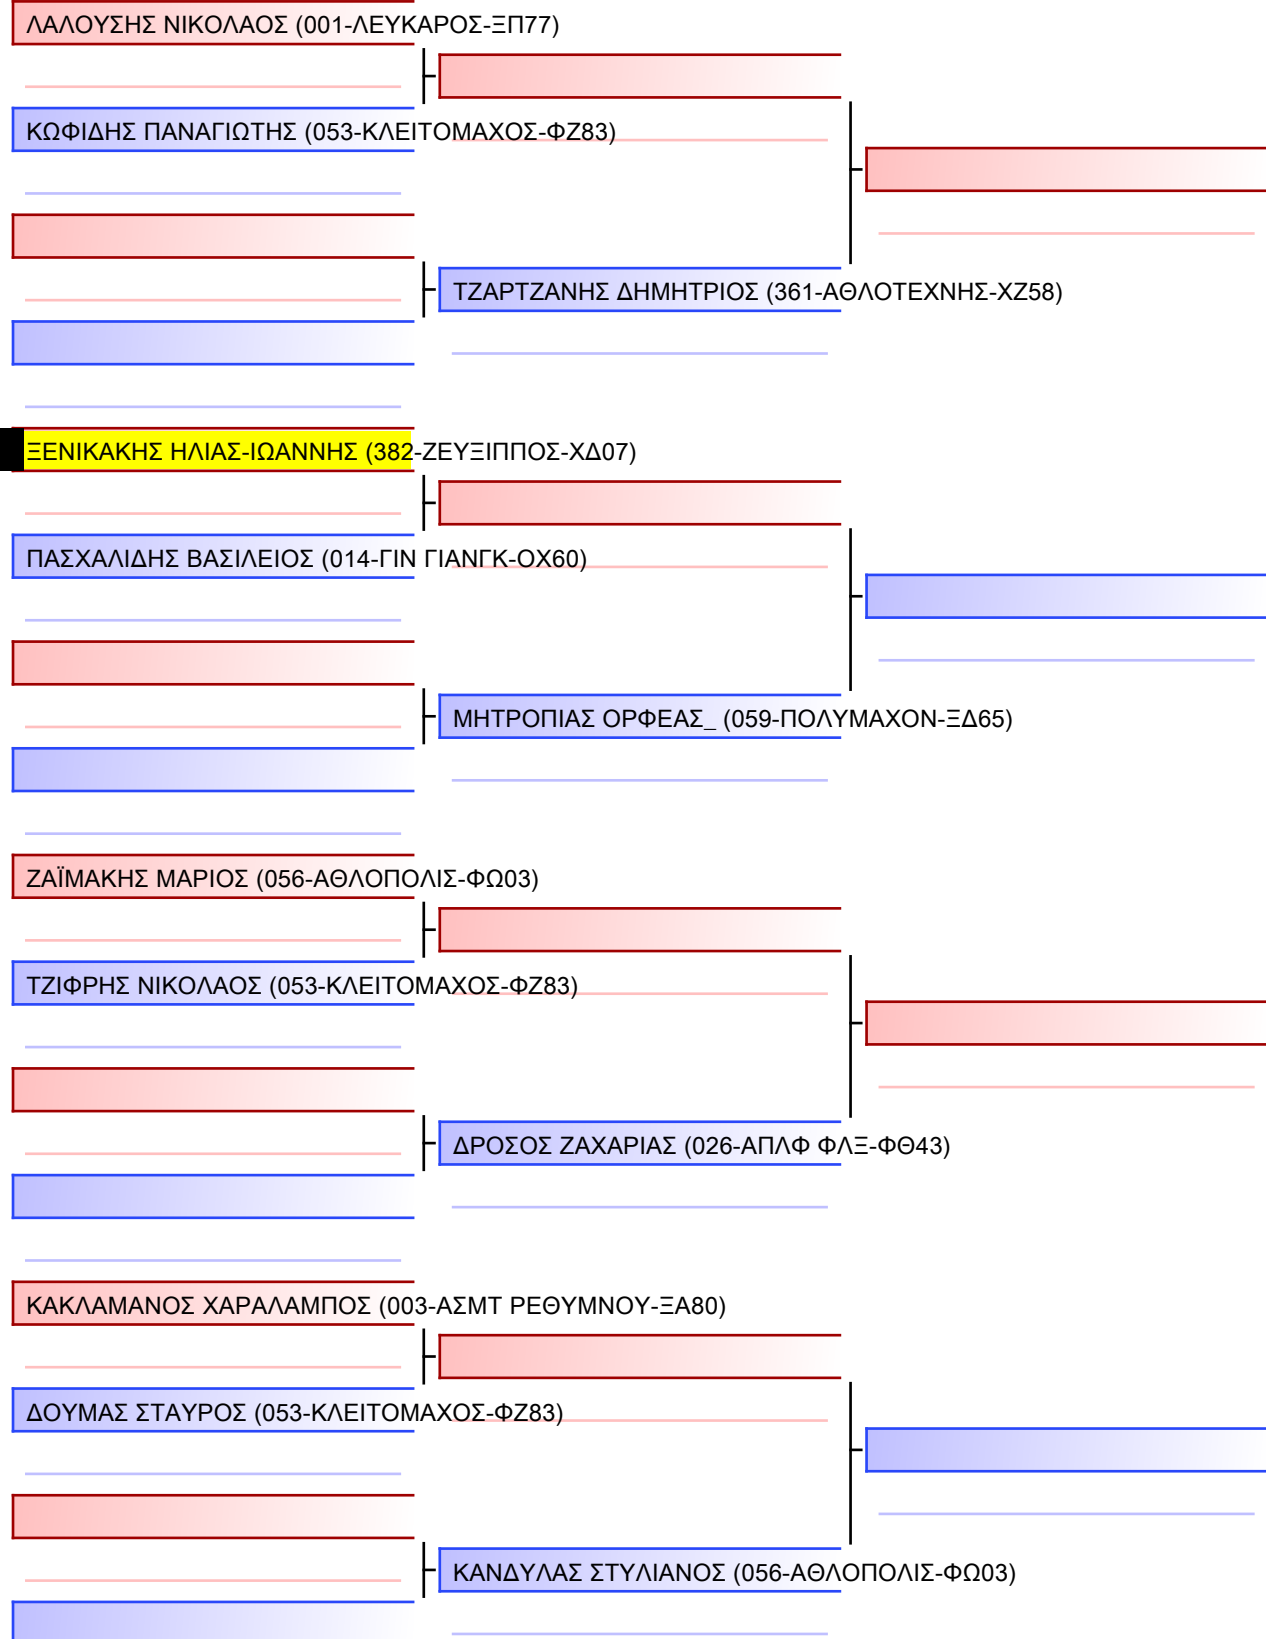 ΛΑΛΟΥΣΗΣ ΝΙΚΟΛΑΟΣ (001-ΛΕΥΚΑΡΟΣ-ΞΠ77)
ΚΩΦΙΔΗΣ ΠΑΝΑΓΙΩΤΗΣ (053-ΚΛΕΙΤΟΜΑΧΟΣ-ΦΖ83)
ΤΖΑΡΤΖΑΝΗΣ ΔΗΜΗΤΡΙΟΣ (361-ΑΘΛΟΤΕΧΝΗΣ-ΧΖ58)
ΞΕΝΙΚΑΚΗΣ ΗΛΙΑΣ-ΙΩΑΝΝΗΣ (382-ΖΕΥΞΙΠΠΟΣ-ΧΔ07)
ΠΑΣΧΑΛΙΔΗΣ ΒΑΣΙΛΕΙΟΣ (014-ΓΙΝ ΓΙΑΝΓΚ-ΟΧ60)
ΜΗΤΡΟΠΙΑΣ ΟΡΦΕΑΣ_ (059-ΠΟΛΥΜΑΧΟΝ-ΞΔ65)
ΖΑΪΜΑΚΗΣ ΜΑΡΙΟΣ (056-ΑΘΛΟΠΟΛΙΣ-ΦΩ03)
ΤΖΙΦΡΗΣ ΝΙΚΟΛΑΟΣ (053-ΚΛΕΙΤΟΜΑΧΟΣ-ΦΖ83)
ΔΡΟΣΟΣ ΖΑΧΑΡΙΑΣ (026-ΑΠΛΦ ΦΛΞ-ΦΘ43)
ΚΑΚΛΑΜΑΝΟΣ ΧΑΡΑΛΑΜΠΟΣ (003-ΑΣΜΤ ΡΕΘΥΜΝΟΥ-ΞΑ80)
ΔΟΥΜΑΣ ΣΤΑΥΡΟΣ (053-ΚΛΕΙΤΟΜΑΧΟΣ-ΦΖ83)
ΚΑΝΔΥΛΑΣ ΣΤΥΛΙΑΝΟΣ (056-ΑΘΛΟΠΟΛΙΣ-ΦΩ03)